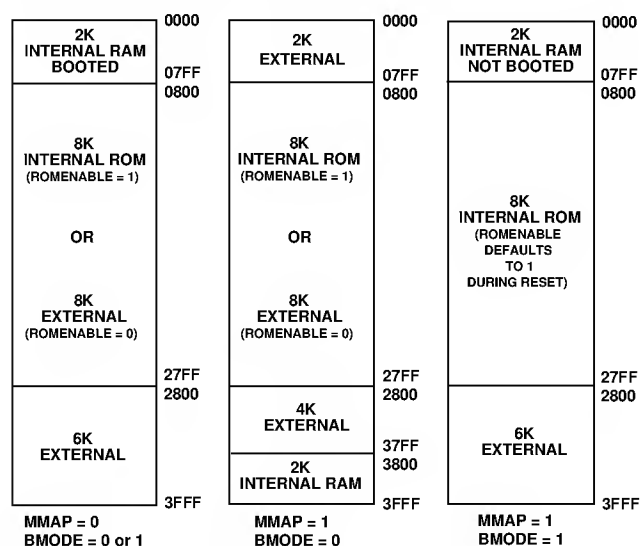 2K
INTERNAL RAM
BOOTED
0000
07FF
0800
8K
INTERNAL ROM
(ROMENABLE = 1)
OR
8K
EXTERNAL
(ROMENABLE = 0)
27FF
2800
6K
EXTERNAL
3FFF
MMAP = 0
BMODE = 0 or 1
2K
EXTERNAL
0000
07FF
0800
8K
INTERNAL ROM
(ROMENABLE = 1)
OR
8K
EXTERNAL
(ROMENABLE = 0)
27FF
2800
4K
EXTERNAL
37FF
3800
2K
INTERNAL RAM
3FFF
MMAP = 1
BMODE = 0
2K
INTERNAL RAM
NOT BOOTED
0000
07FF
0800
8K
INTERNAL ROM
(ROMENABLE
DEFAULTS
TO 1
DURING RESET)
27FF
2800
6K
EXTERNAL
3FFF
MMAP = 1
BMODE = 1